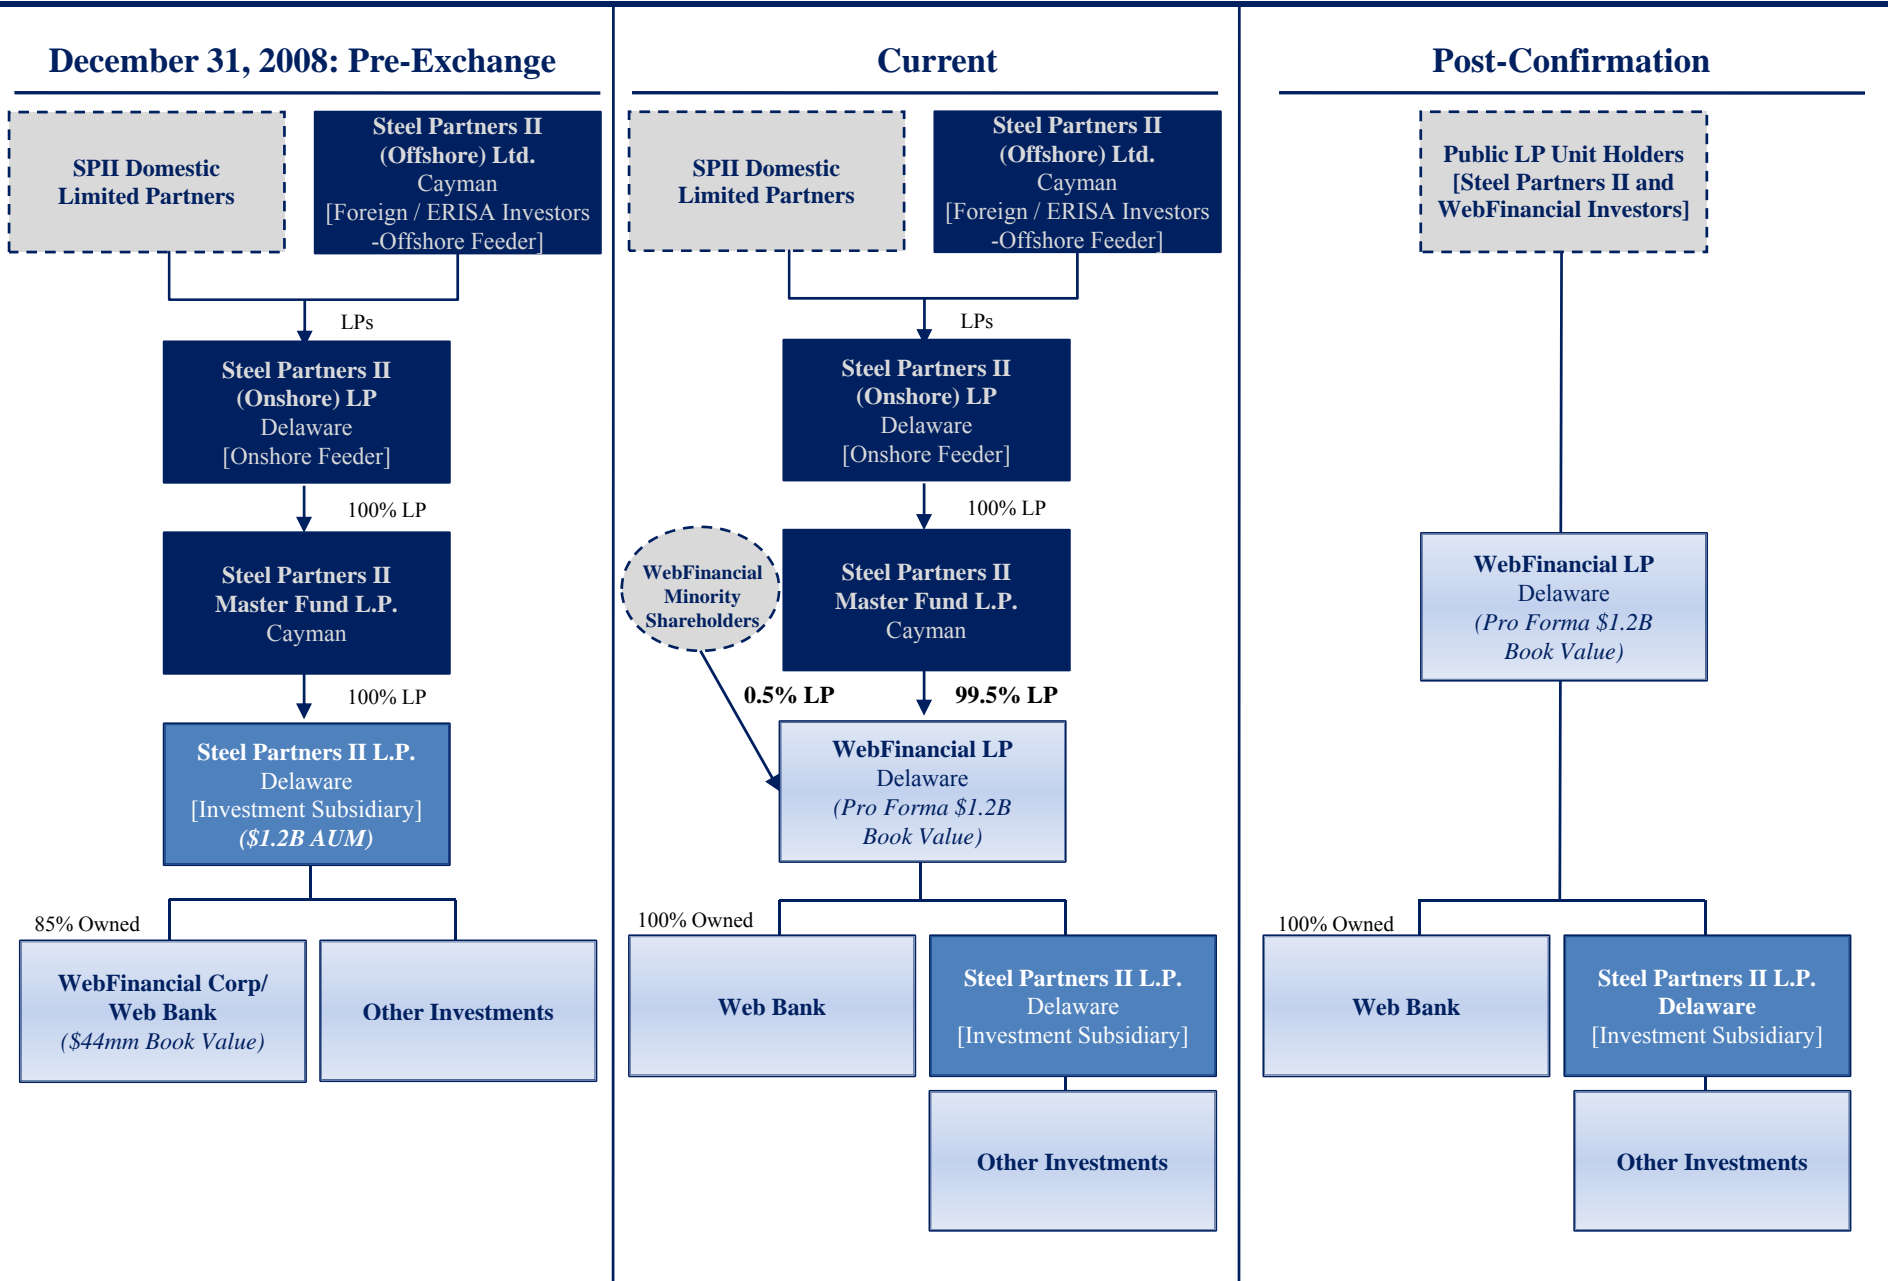 December 31, 2008: Pre-Exchange
SPII Domestic
Limited Partners
Steel Partners II
(Offshore) Ltd.
Cayman
[Foreign / ERISA Investors
-Offshore Feeder]
LPs
Steel Partners II
(Onshore) LP
Delaware
[Onshore Feeder]
100% LP
Steel Partners II
Master Fund L.P.
Cayman
100% LP
Steel Partners II L.P.
Delaware
[Investment Subsidiary]
($1.2B AUM)
85% Owned
WebFinancial Corp/
Web Bank
($44mm Book Value)
Other Investments
Current
SPII Domestic
Limited Partners
Steel Partners II
(Offshore) Ltd.
Cayman
[Foreign / ERISA Investors
-Offshore Feeder]
LPs
Steel Partners II
(Onshore) LP
Delaware
[Onshore Feeder]
100% LP
WebFinancial
Minority
Shareholders
Steel Partners II
Master Fund L.P.
Cayman
0.5% LP
99.5% LP
WebFinancial LP
Delaware
(Pro Forma $1.2B
Book Value)
100% Owned
Web Bank
Steel Partners II L.P.
Delaware
[Investment Subsidiary]
Other Investments
Post-Confirmation
Public LP Unit Holders
[Steel Partners II and
WebFinancial Investors]
WebFinancial LP
Delaware
(Pro Forma $1.2B
Book Value)
100% Owned
Web Bank
Steel Partners II L.P.
Delaware
[Investment Subsidiary]
Other Investments